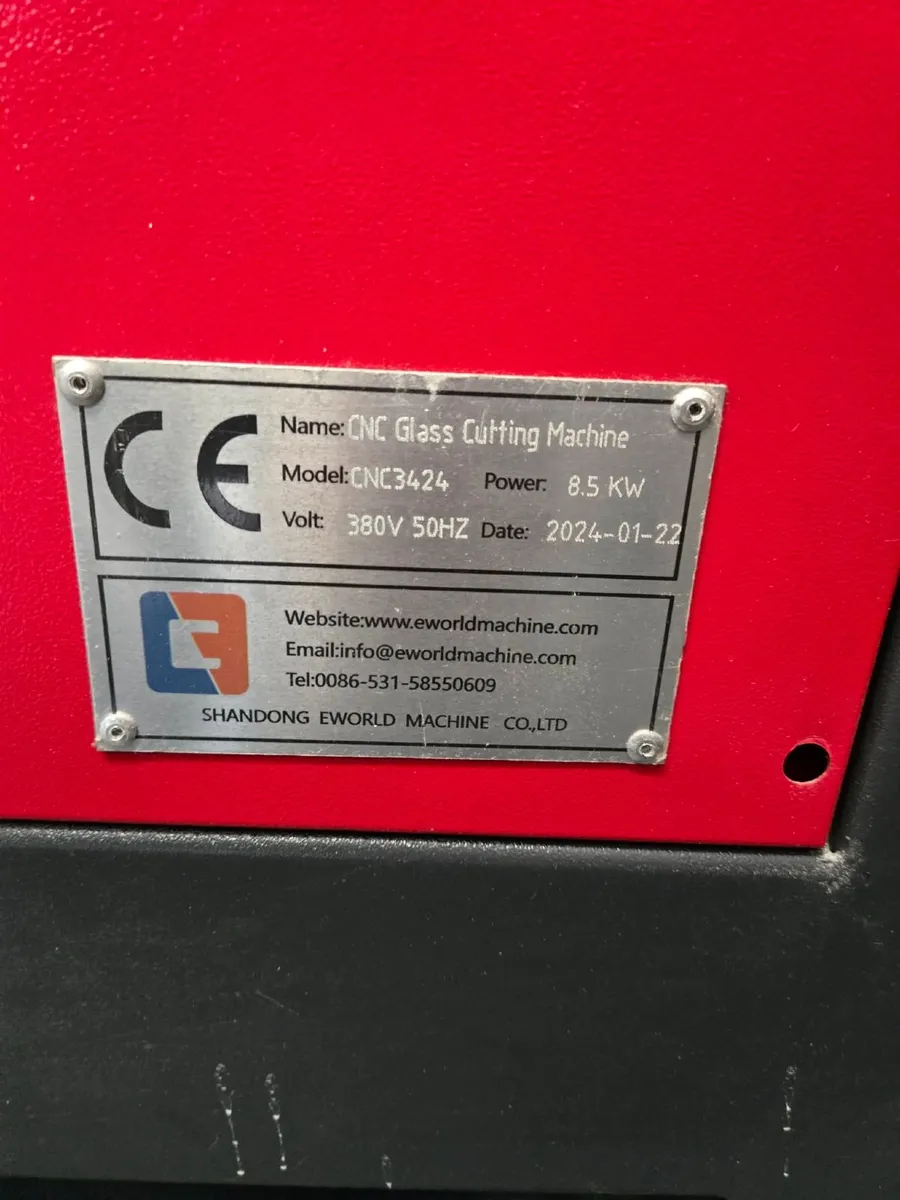 CE
Name: CNC Glass Cutting Machine
Model: CNC3424 Power: 8.5 KW
Volt: 380V 50HZ Date: 2024-01-22
Website:www.eworldmachine.com
Email:info@eworldmachine.com
Tel:0086-531-58550609
SHANDONG EWORLD MACHINE CO.,LTD